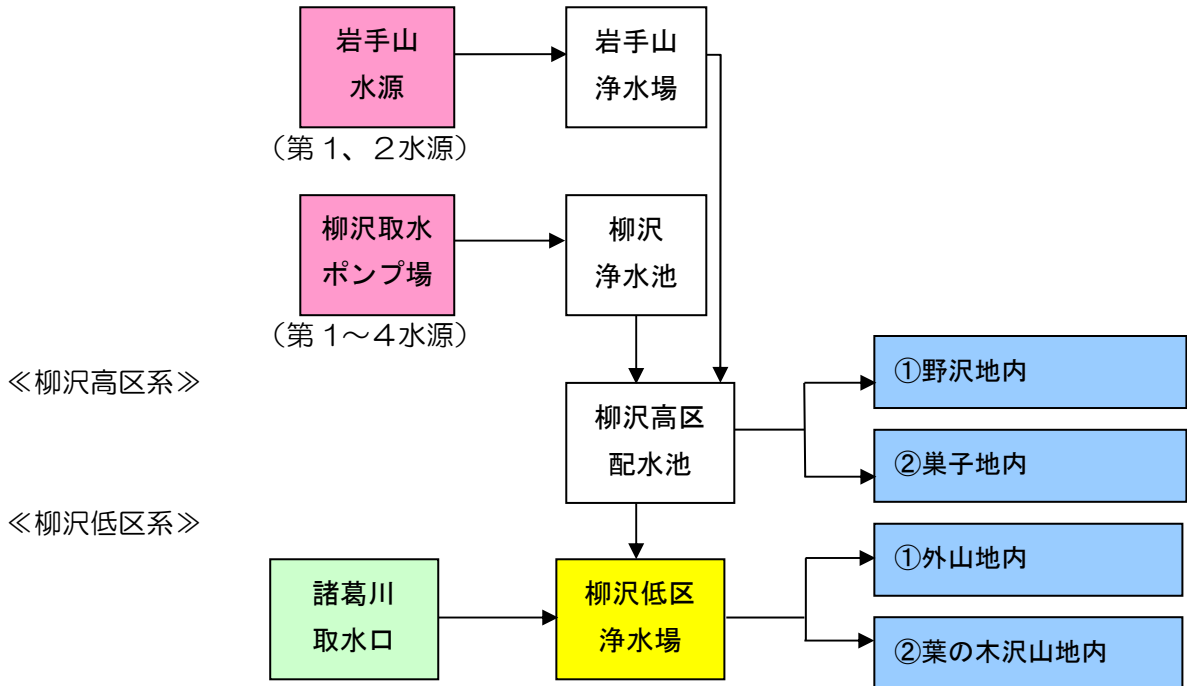 岩手山
水源
岩手山
浄水場
（第１、２水源）
柳沢取水
ポンプ場
柳沢
浄水池
（第１～４水源）
≪柳沢高区系≫
柳沢高区
配水池
①野沢地内
②巣子地内
≪柳沢低区系≫
諸葛川
取水口
柳沢低区
浄水場
①外山地内
②葉の木沢山地内